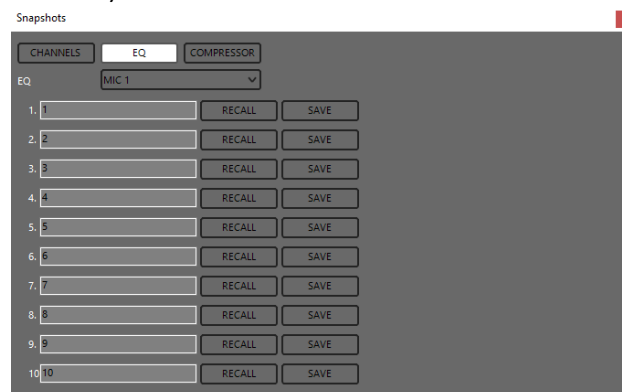 Snapshots
CHANNELS EQ COMPRESSOR
EQ MIC 1
1. 1 RECALL SAVE
2. 2 RECALL SAVE
3. 3 RECALL SAVE
4. 4 RECALL SAVE
5. 5 RECALL SAVE
6. 6 RECALL SAVE
7. 7 RECALL SAVE
8. 8 RECALL SAVE
9. 9 RECALL SAVE
10 10 RECALL SAVE